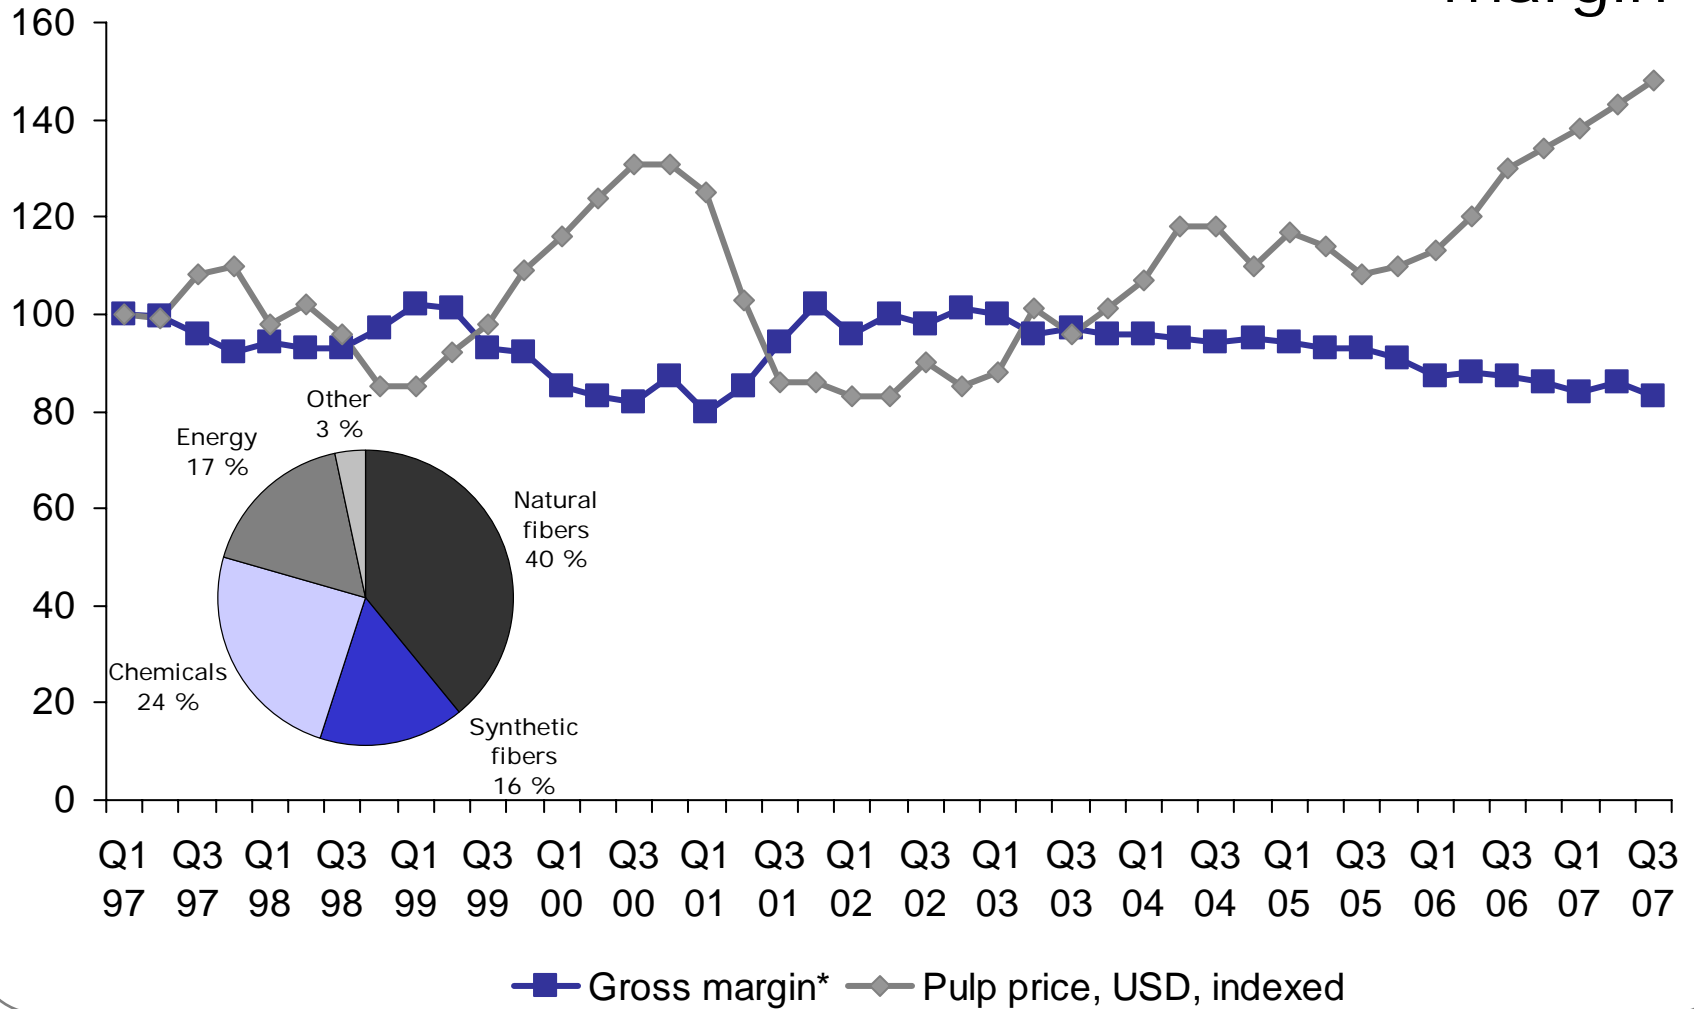 margin
160
140
120
100
80
60
40
20
0
Other
3 %
Energy
17 %
Natural
fibers
40 %
Chemicals
24 %
Synthetic
fibers
16 %
Q1 Q3 Q1 Q3 Q1 Q3 Q1 Q3 Q1 Q3 Q1 Q3 Q1 Q3 Q1 Q3 Q1 Q3 Q1 Q3 Q1 Q3
97 97 98 98 99 99 00 00 01 01 02 02 03 03 04 04 05 05 06 06 07 07
Gross margin* Pulp price, USD, indexed